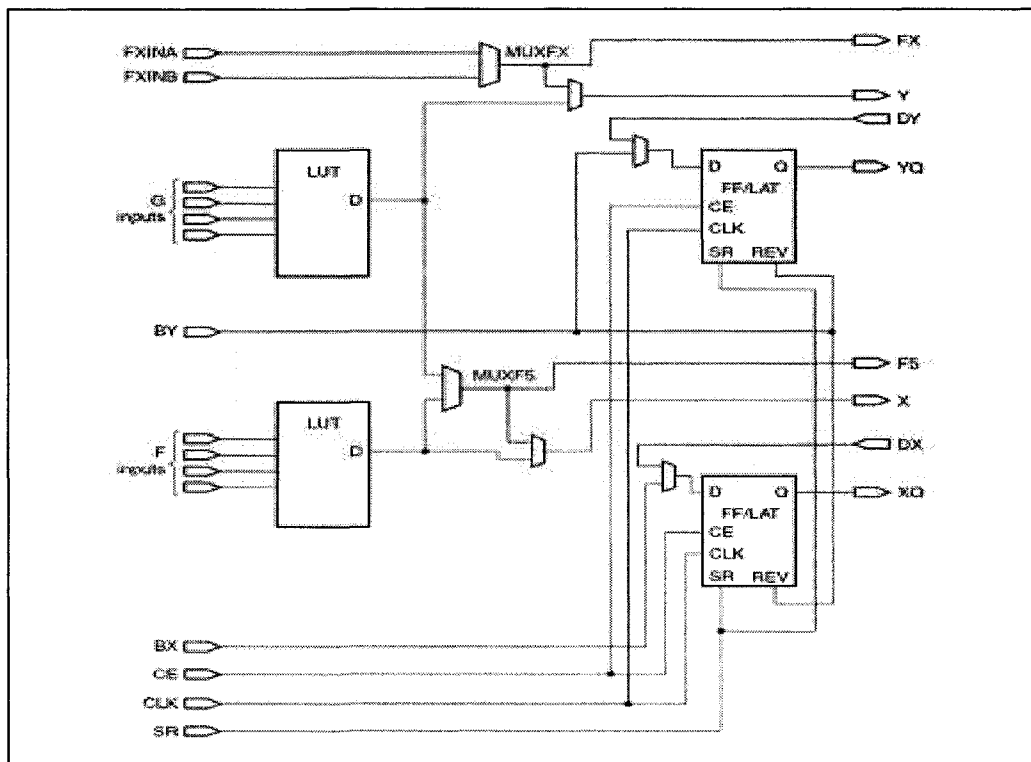 FXINA
FXINB
MUXFX
FX
Y
DY
LUT
D
G
inputs
D Q
FF/LAT
CE
CLK
SR REV
YQ
BY
MUXF5
F5
X
LUT
D
F
inputs
DX
D Q
FF/LAT
CE
CLK
SR REV
XQ
BX
CE
CLK
SR